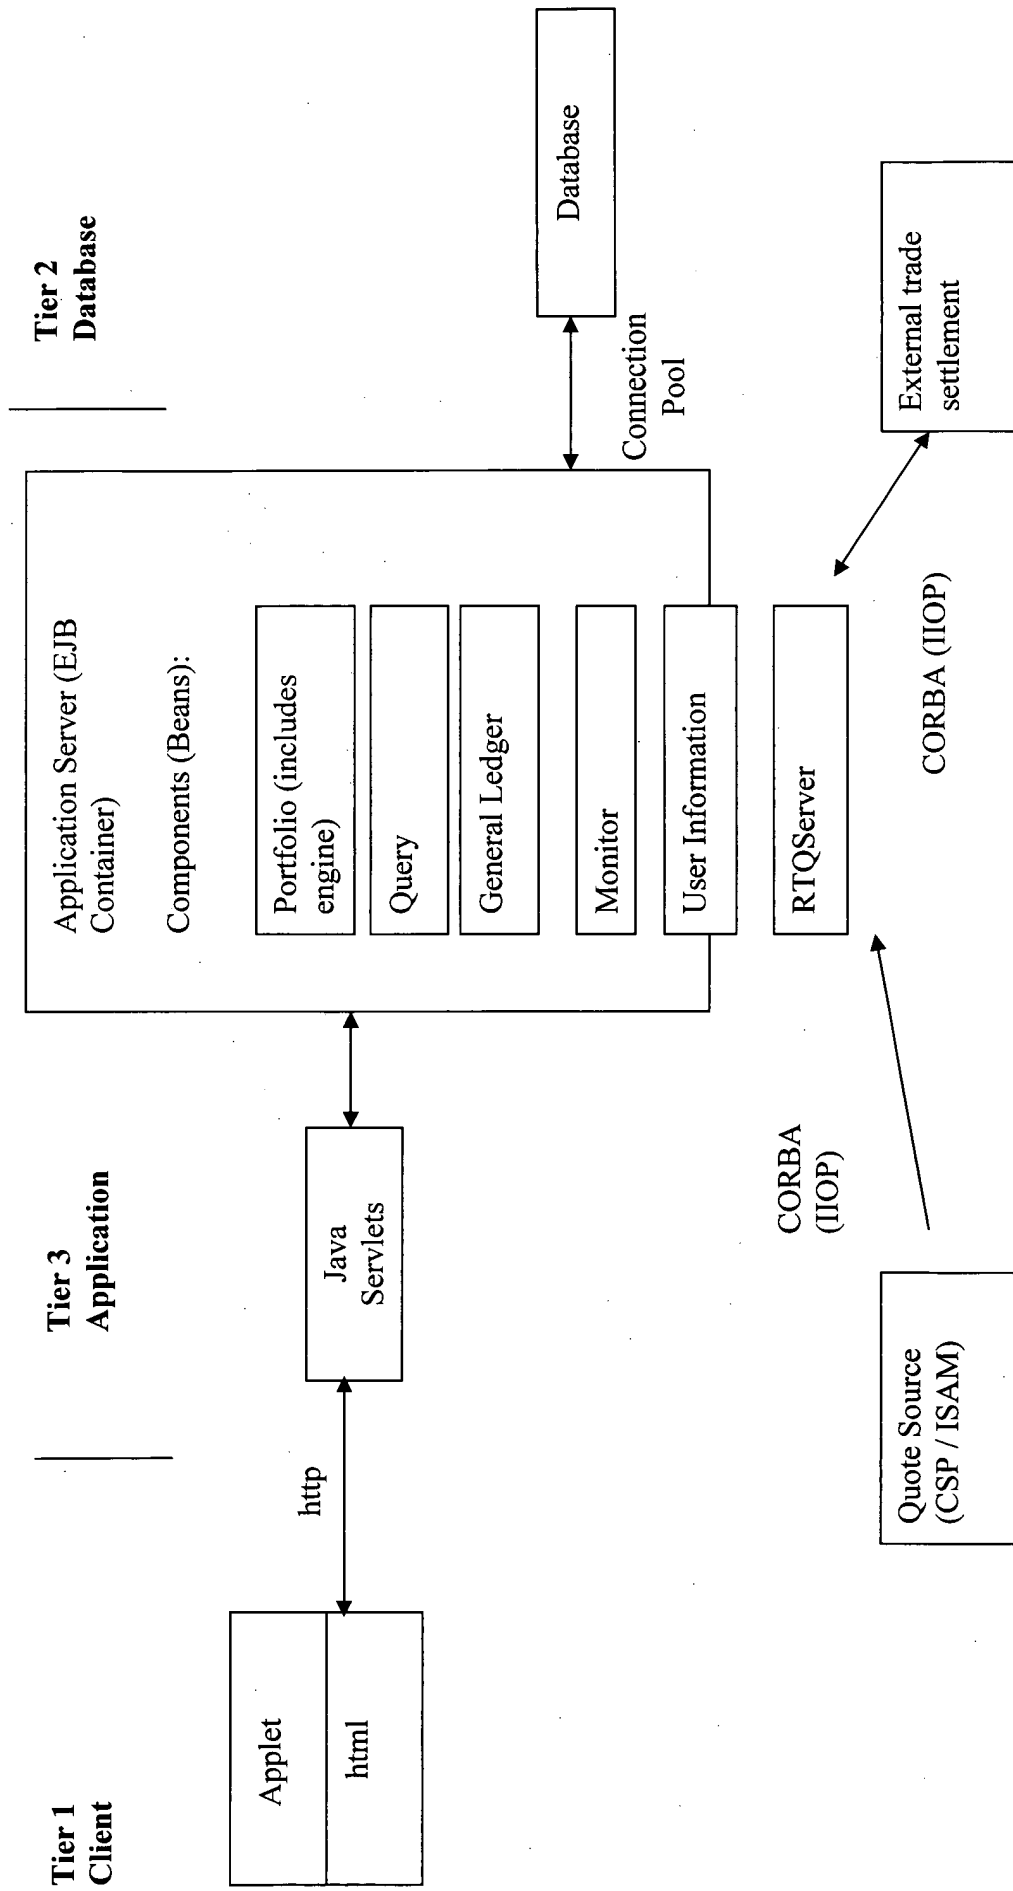 Tier 1
Client
Tier 3
Application
Tier 2
Database
Applet
html
http
Java
Servlets
Application Server (EJB
Container)
Components (Beans):
Portfolio (includes
engine)
Query
General Ledger
Monitor
User Information
RTQServer
Connection
Pool
Database
Quote Source
(CSP / ISAM)
CORBA
(IIOP)
CORBA (IIOP)
External trade
settlement